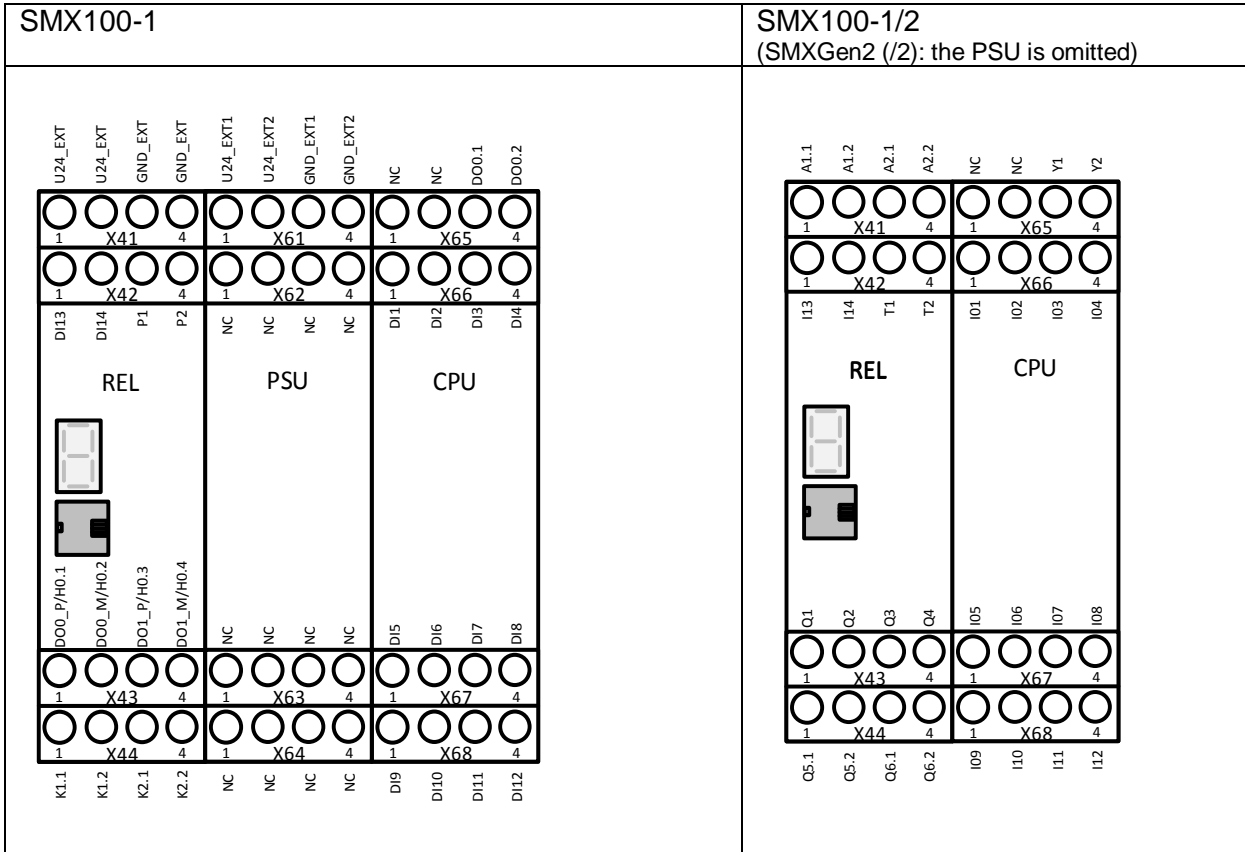 SMX100-1
SMX100-1/2
(SMXGen2 (/2): the PSU is omitted)
U24_EXT U24_EXT GND_EXT GND_EXT U24_EXT1 U24_EXT2 GND_EXT1 GND_EXT2 NC NC DO0.1 DO0.2
1 X41 4 1 X61 4 1 X65 4
1 X42 4 1 X62 4 1 X66 4
DI13 DI14 P1 P2 NC NC NC NC DI1 DI2 DI3 DI4
REL PSU CPU
DO0_P/H0.1 DO0_M/H0.2 DO1_P/H0.3 DO1_M/H0.4 NC NC NC NC DI5 DI6 DI7 DI8
1 X43 4 1 X63 4 1 X67 4
1 X44 4 1 X64 4 1 X68 4
K1.1 K1.2 K2.1 K2.2 NC NC NC NC DI9 DI10 DI11 DI12
A1.1 A1.2 A2.1 A2.2 NC NC Y1 Y2
1 X41 4 1 X65 4
1 X42 4 1 X66 4
I13 I14 T1 T2 I01 I02 I03 I04
REL CPU
Q1 Q2 Q3 Q4 I05 I06 I07 I08
1 X43 4 1 X67 4
1 X44 4 1 X68 4
Q5.1 Q5.2 Q6.1 Q6.2 I09 I10 I11 I12